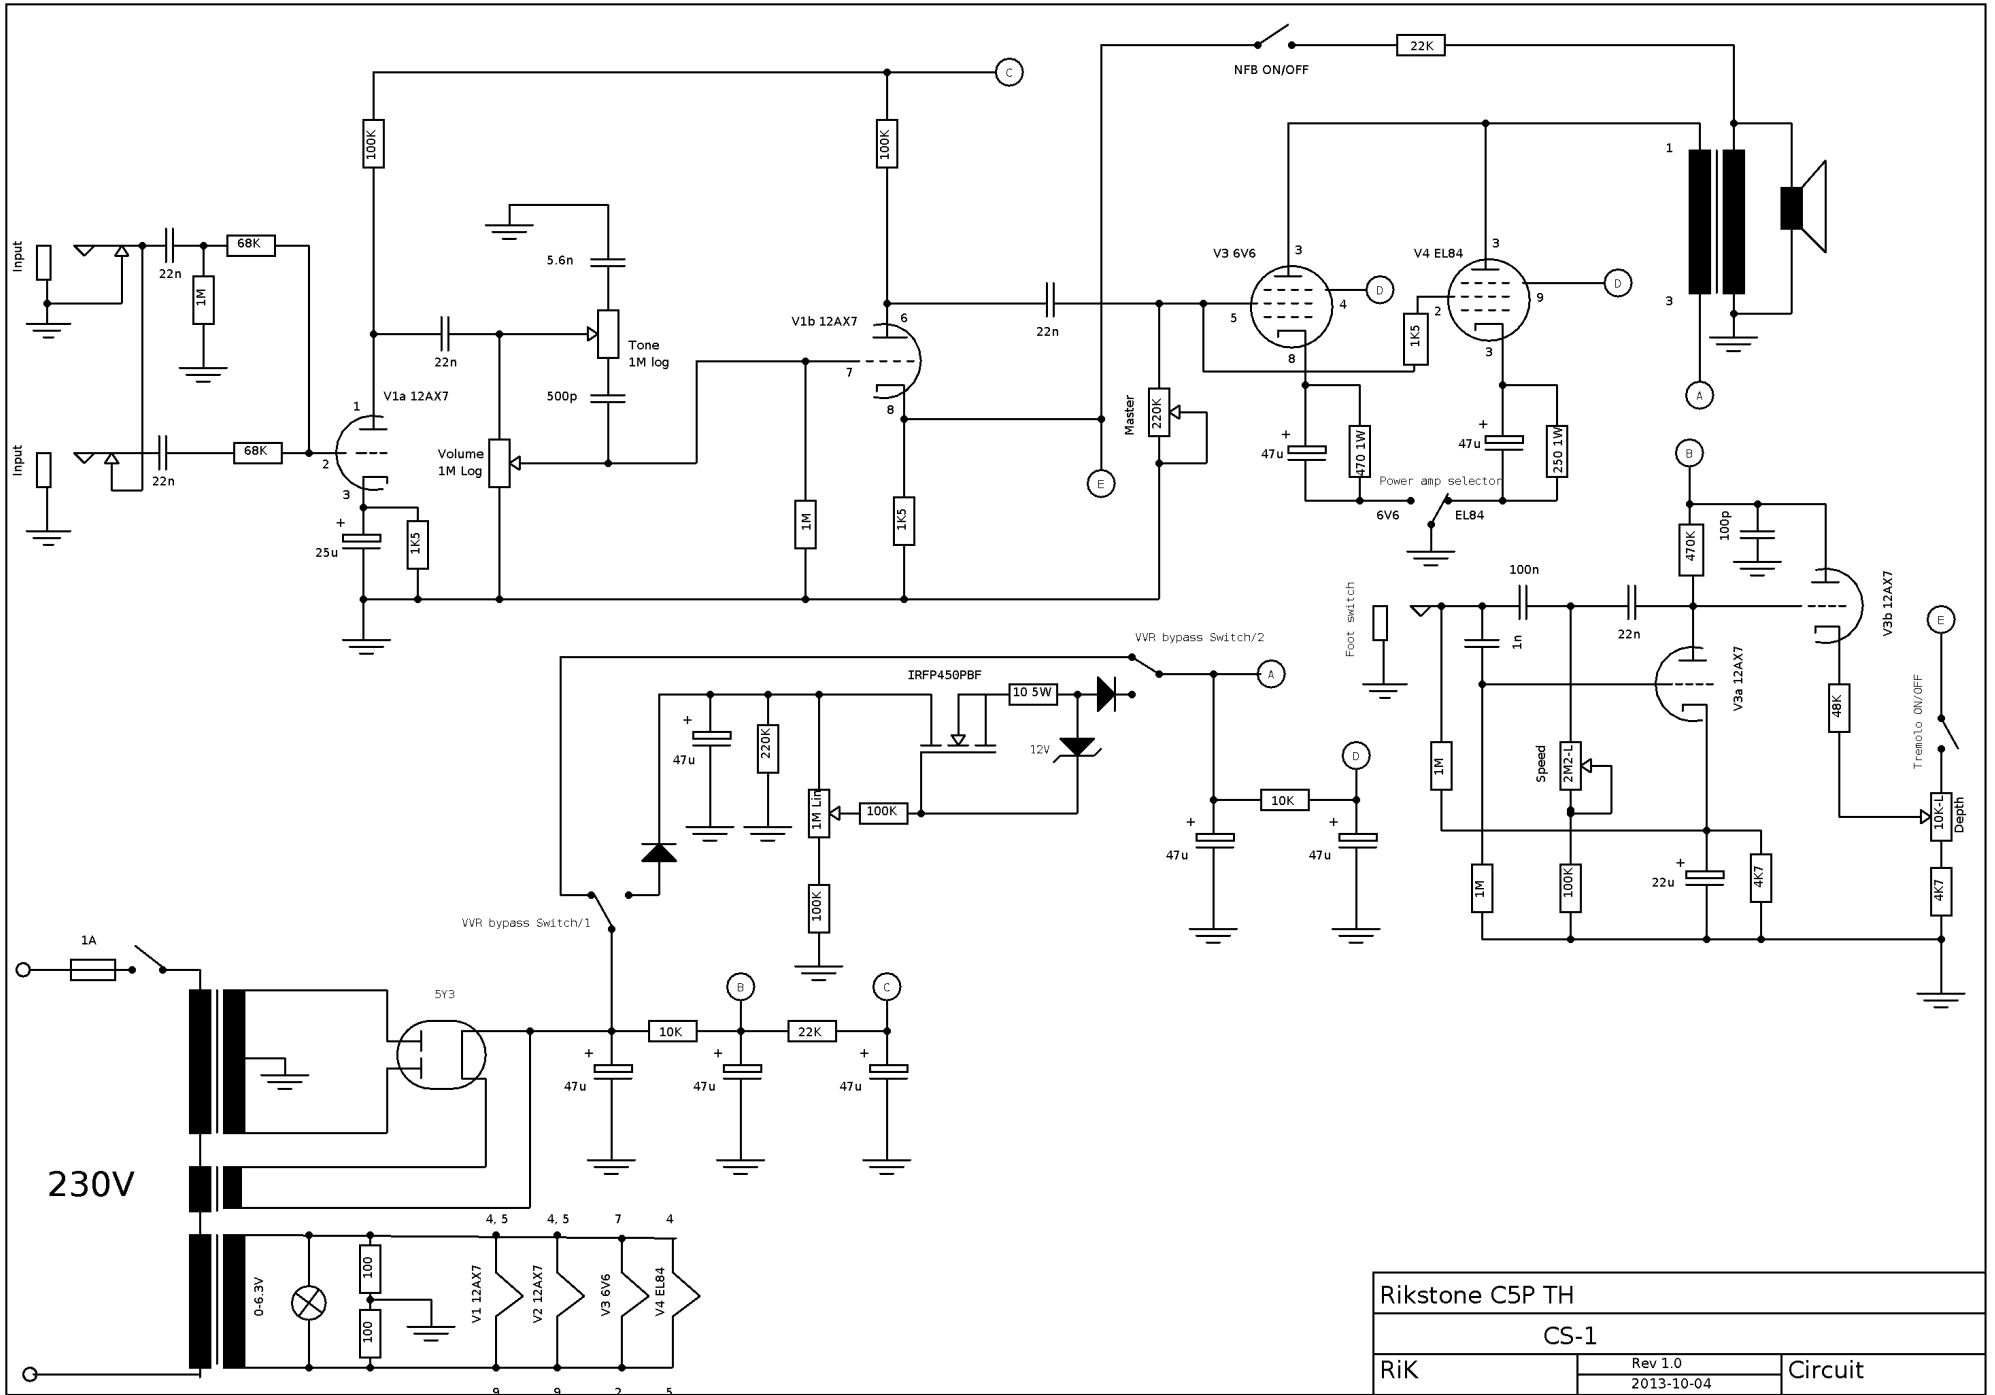 22K
NFB ON/OFF
C
100K
100K
Input
22n
68K
1M
5.6n
Tone
1M log
500p
22n
V1a 12AX7
1
2
3
Input
22n
68K
25u
+
1K5
Volume
1M Log
V1b 12AX7
6
7
8
1M
1K5
22n
Master
220K
E
V3 6V6
3
4
5
8
D
V4 EL84
3
9
2
3
D
1K5
+
47u
470 1W
+
47u
250 1W
Power amp selector
6V6
EL84
1
3
A
B
470K
100p
V3b 12AX7
100n
22n
Foot switch
1n
V3a 12AX7
48K
E
Tremolo ON/OFF
1M
Speed
2M2-L
10K-L
Depth
1M
100K
+
22u
4K7
4K7
VVR bypass Switch/2
IRFP450PBF
10 5W
A
12V
+
47u
220K
1M Lin
100K
100K
D
10K
+
47u
+
47u
VVR bypass Switch/1
1A
5Y3
B
C
10K
22K
+
47u
+
47u
+
47u
230V
0-6.3V
100
100
4, 5
4, 5
7
4
V1 12AX7
V2 12AX7
V3 6V6
V4 EL84
9
9
2
5
Rikstone C5P TH
CS-1
RiK
Rev 1.0
2013-10-04
Circuit